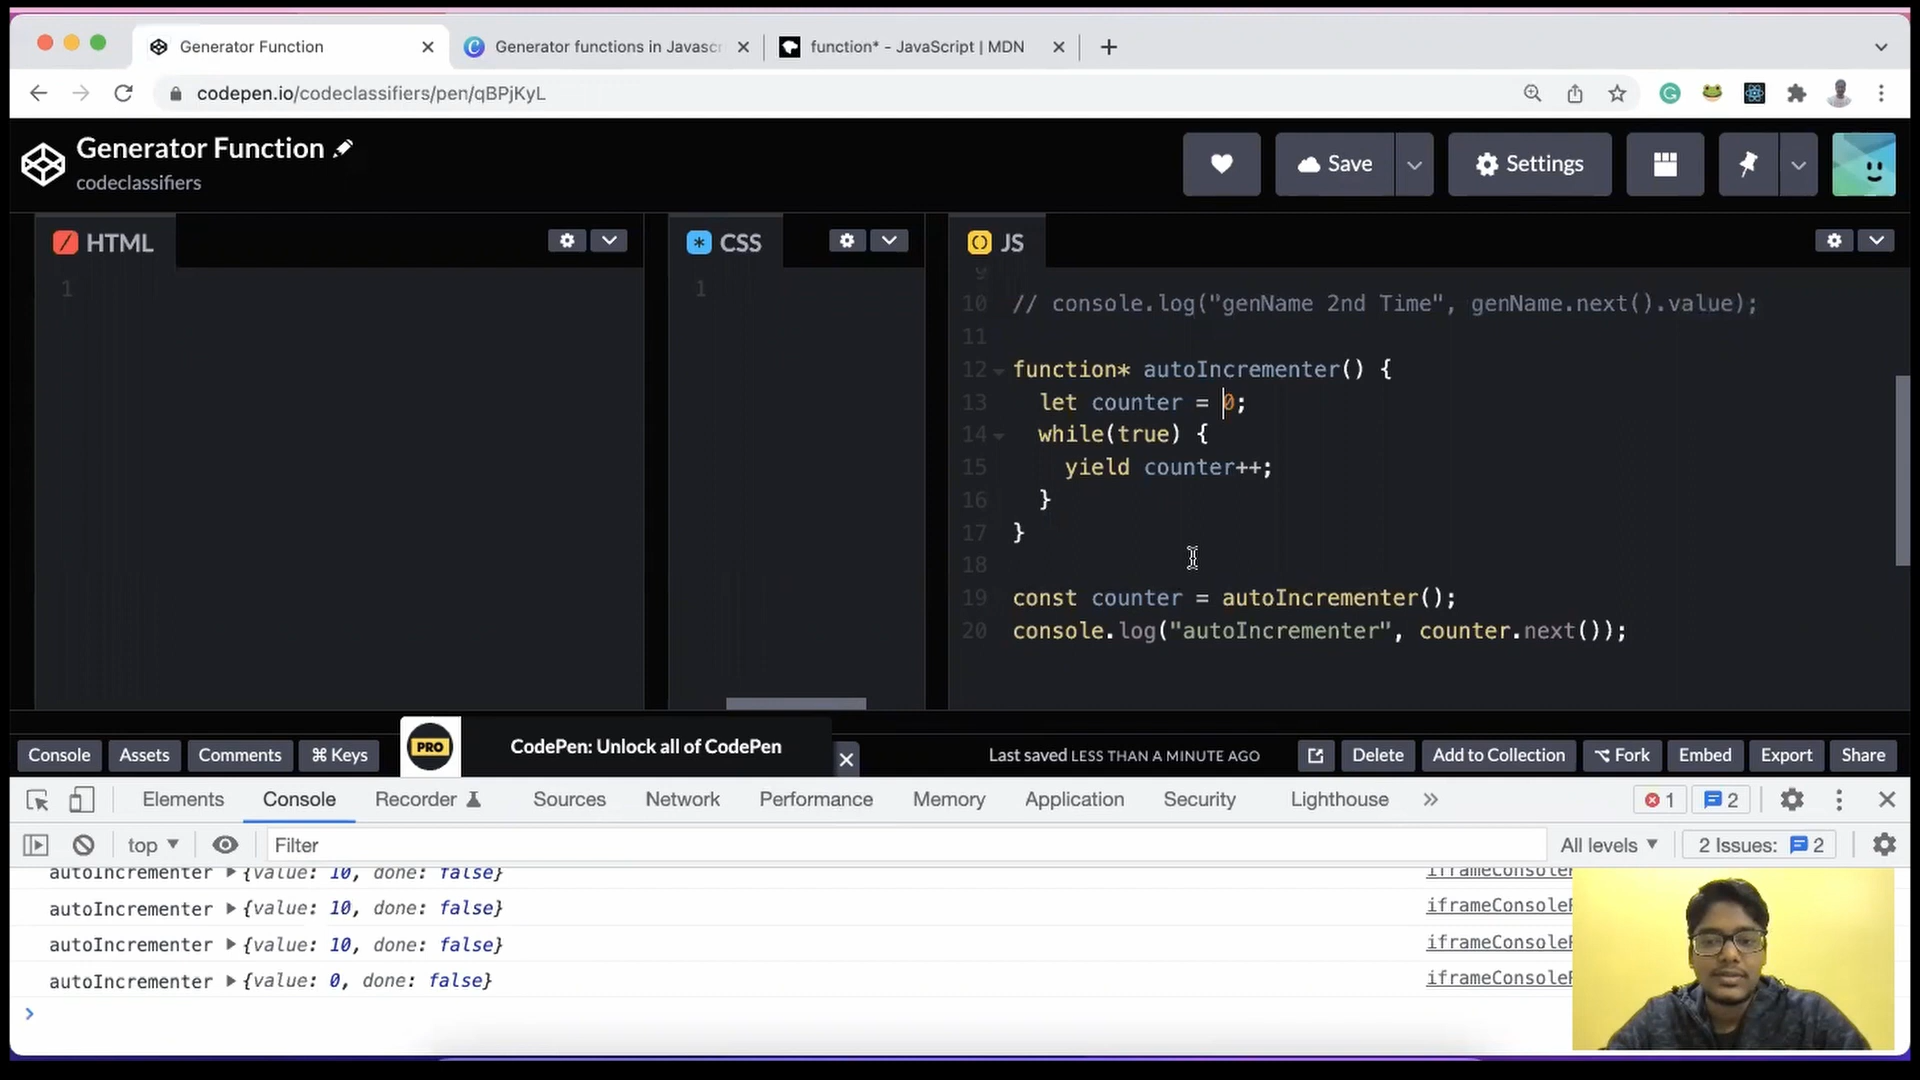 Generator Function
Generator functions in Javasc
function* - JavaScript | MDN
codepen.io/codeclassifiers/pen/qBPjKyL
Generator Function
codeclassifiers
Save
Settings
HTML
CSS
JS
1
1
9
10 // console.log("genName 2nd Time", genName.next().value);
11
12 function* autoIncrementer() {
13 let counter = 0;
14 while(true) {
15 yield counter++;
16 }
17 }
18
19 const counter = autoIncrementer();
20 console.log("autoIncrementer", counter.next());
Console Assets Comments ⌘ Keys
PRO
CodePen: Unlock all of CodePen
Last saved LESS THAN A MINUTE AGO
Delete Add to Collection Fork Embed Export Share
Elements Console Recorder Sources Network Performance Memory Application Security Lighthouse » 1 2
top Filter All levels 2 Issues: 2
autoIncrementer {value: 10, done: false}
autoIncrementer {value: 10, done: false} iframeConsole
autoIncrementer {value: 10, done: false} iframeConsole
autoIncrementer {value: 0, done: false} iframeConsole